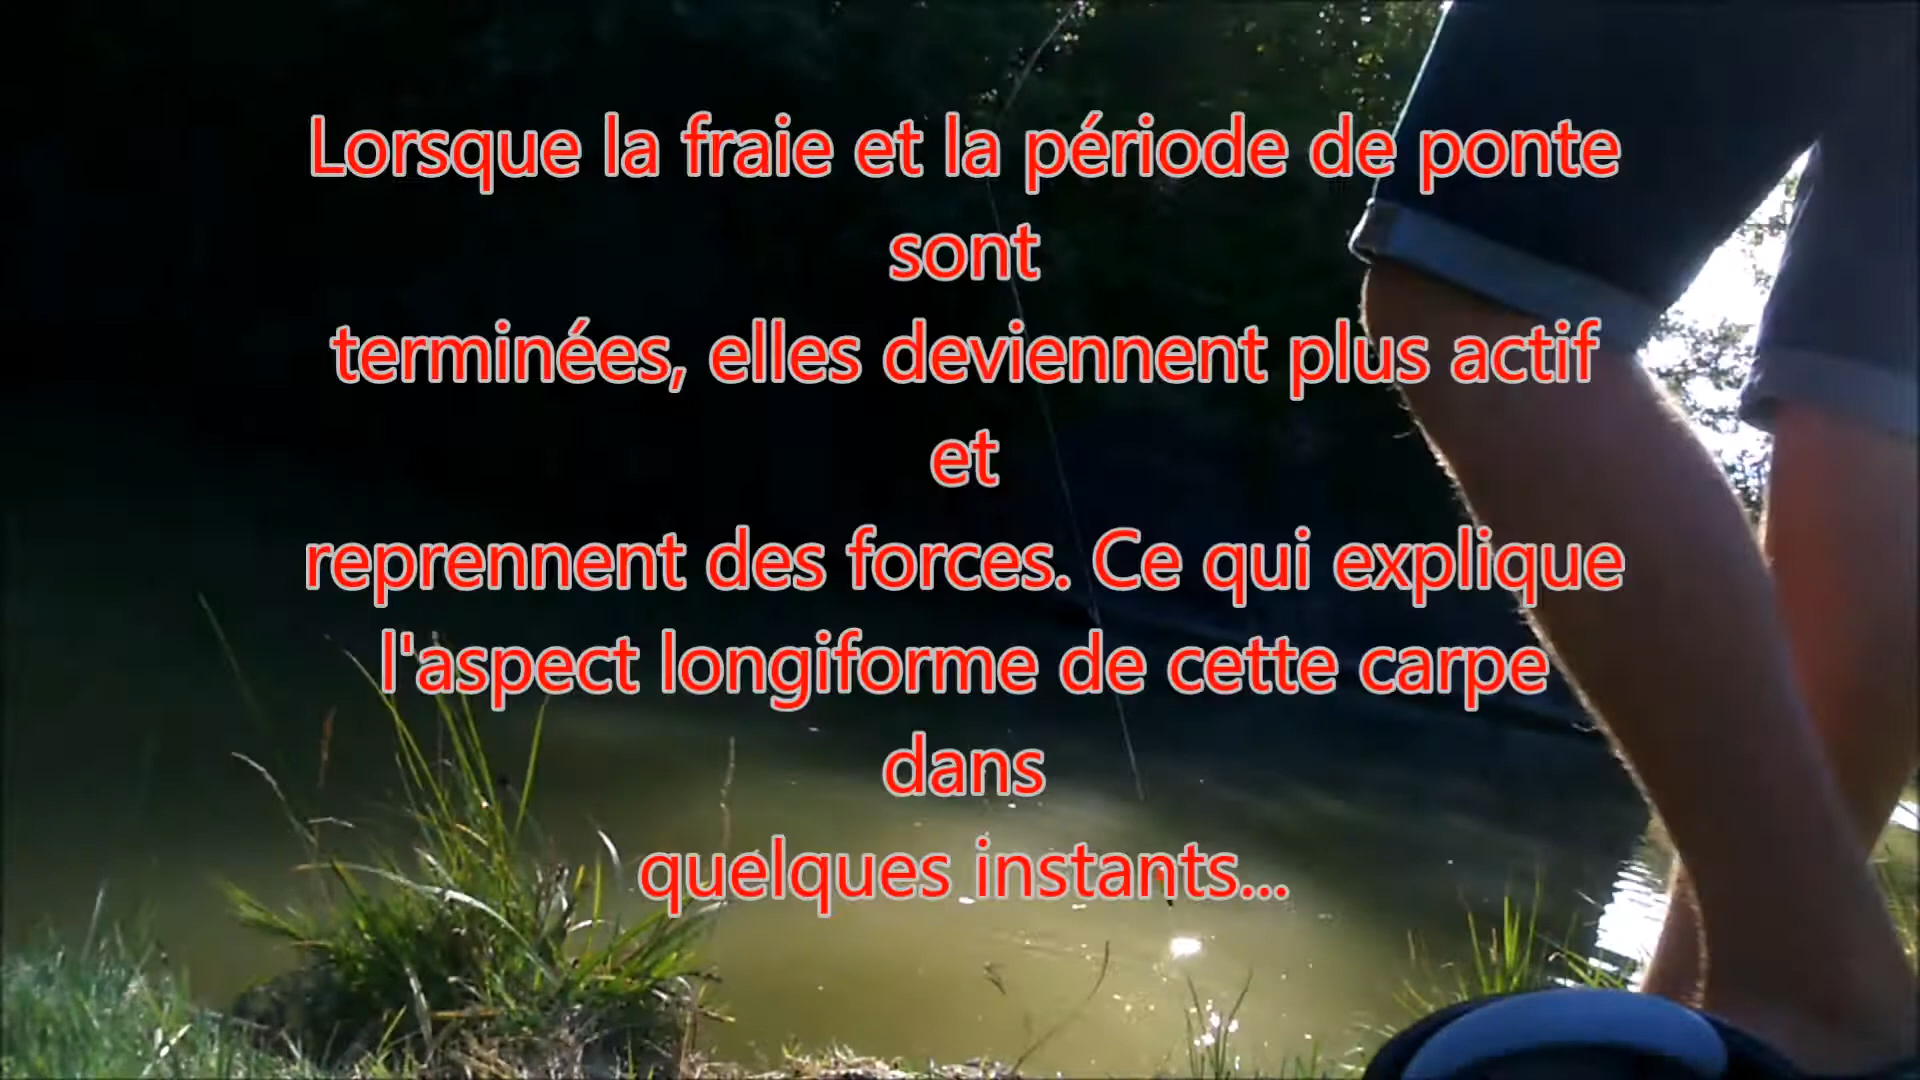 Lorsque la fraie et la période de ponte
sont
terminées, elles deviennent plus actif
et
reprennent des forces. Ce qui explique
l'aspect longiforme de cette carpe
dans
quelques instants...